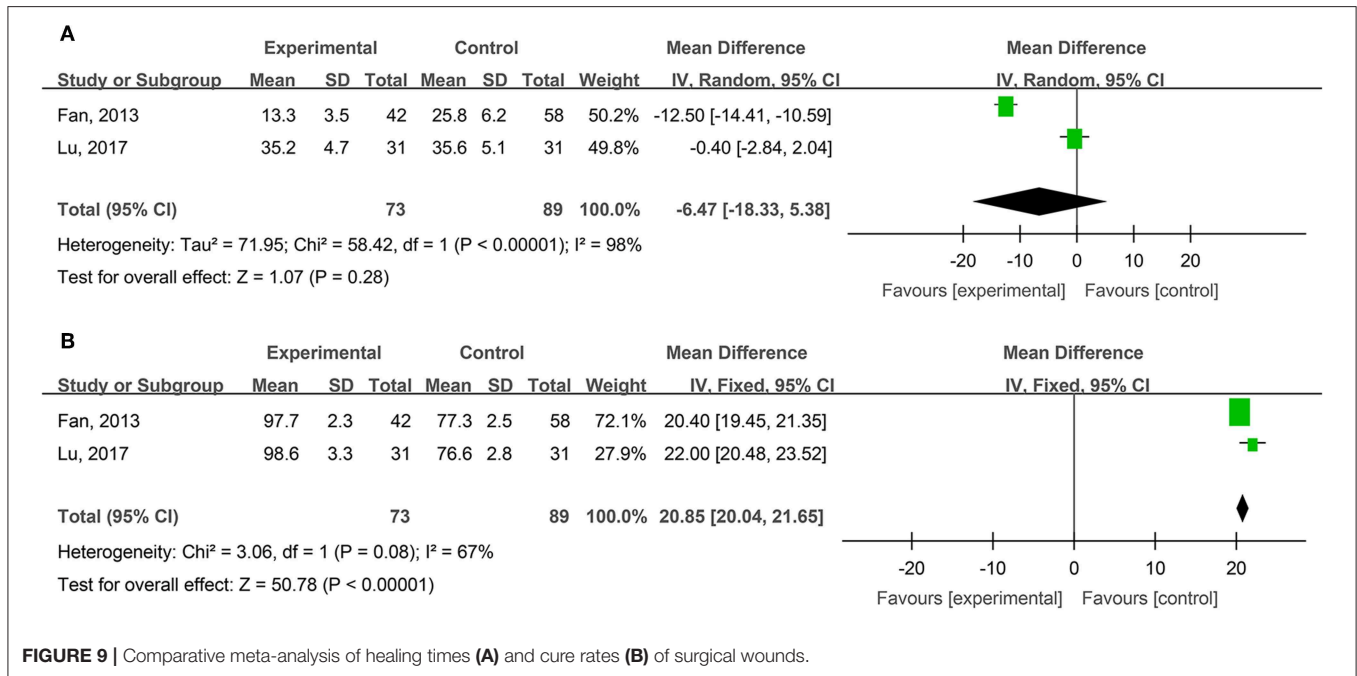 A
Experimental Control Mean Difference Mean Difference
Study or Subgroup Mean SD Total Mean SD Total Weight IV, Random, 95% CI IV, Random, 95% CI
Fan, 2013 13.3 3.5 42 25.8 6.2 58 50.2% -12.50 [-14.41, -10.59]
Lu, 2017 35.2 4.7 31 35.6 5.1 31 49.8% -0.40 [-2.84, 2.04]
Total (95% CI) 73 89 100.0% -6.47 [-18.33, 5.38]
Heterogeneity: Tau² = 71.95; Chi² = 58.42, df = 1 (P < 0.00001); I² = 98%
Test for overall effect: Z = 1.07 (P = 0.28)
-20 -10 0 10 20
Favours [experimental] Favours [control]
B
Experimental Control Mean Difference Mean Difference
Study or Subgroup Mean SD Total Mean SD Total Weight IV, Fixed, 95% CI IV, Fixed, 95% CI
Fan, 2013 97.7 2.3 42 77.3 2.5 58 72.1% 20.40 [19.45, 21.35]
Lu, 2017 98.6 3.3 31 76.6 2.8 31 27.9% 22.00 [20.48, 23.52]
Total (95% CI) 73 89 100.0% 20.85 [20.04, 21.65]
Heterogeneity: Chi² = 3.06, df = 1 (P = 0.08); I² = 67%
Test for overall effect: Z = 50.78 (P < 0.00001)
-20 -10 0 10 20
Favours [experimental] Favours [control]
FIGURE 9 | Comparative meta-analysis of healing times (A) and cure rates (B) of surgical wounds.